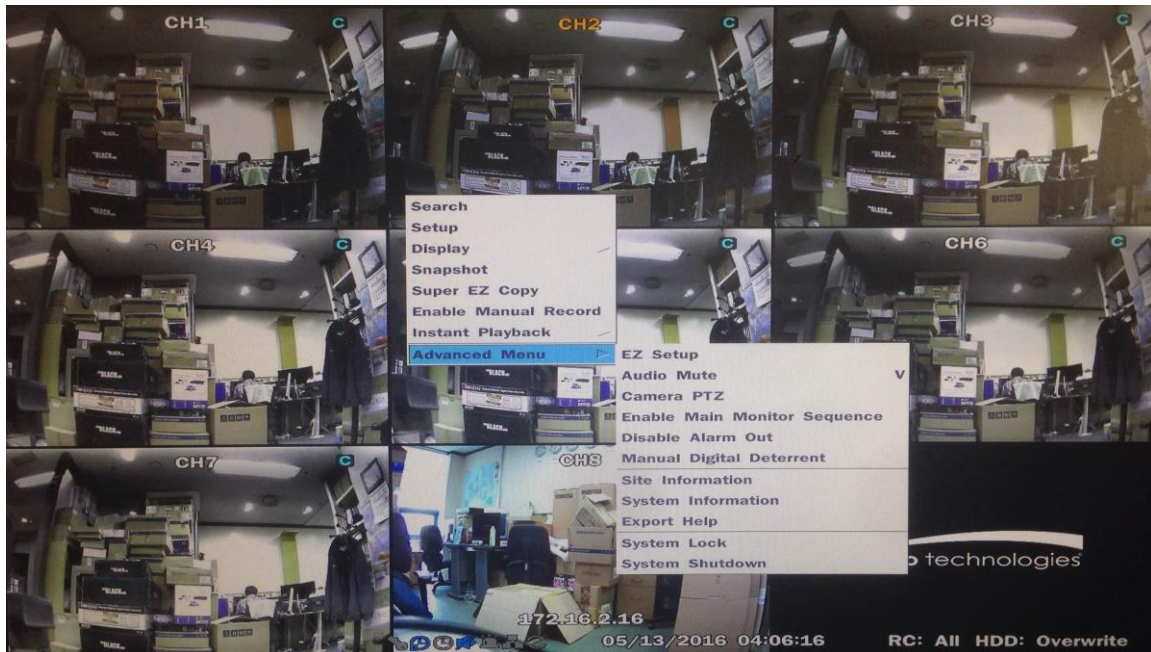 CH1
C
CH2
C
CH3
C
CH4
C
C
CH6
C
CH7
C
CH8
Search
Setup
Display
Snapshot
Super EZ Copy
Enable Manual Record
Instant Playback
Advanced Menu
EZ Setup
Audio Mute V
Camera PTZ
Enable Main Monitor Sequence
Disable Alarm Out
Manual Digital Deterrent
Site Information
System Information
Export Help
System Lock
System Shutdown
technologies
172.16.2.16
05/13/2016 04:06:16
RC: All HDD: Overwrite